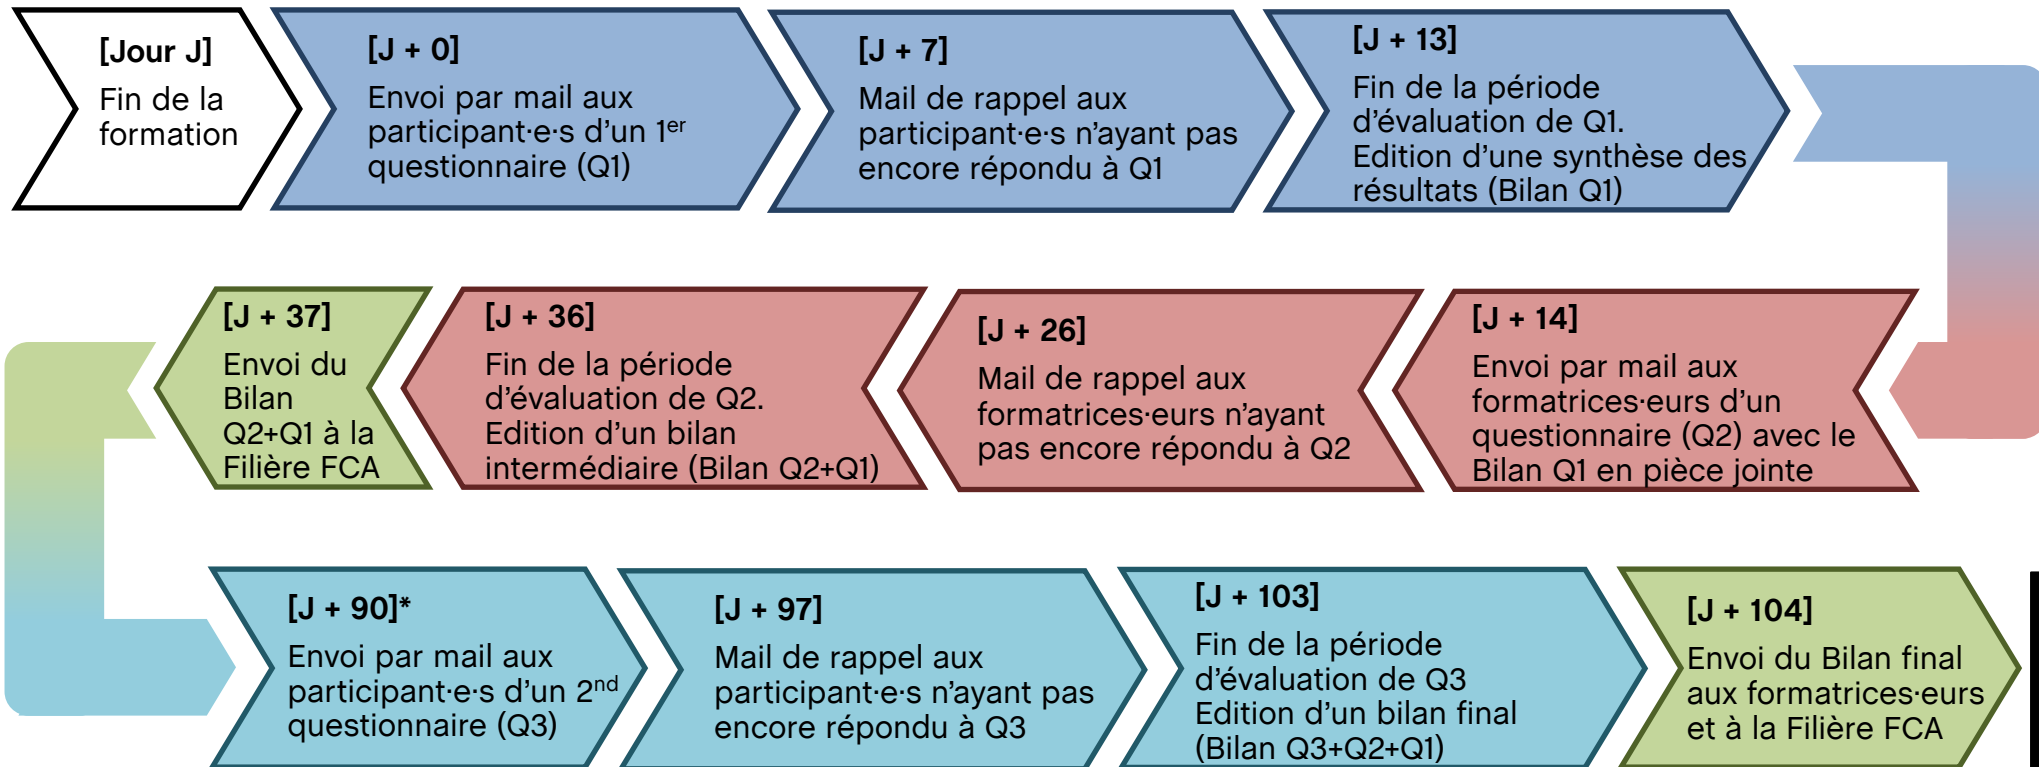 [Jour J]
Fin de la
formation
[J + 0]
Envoi par mail aux
participant·e·s d’un 1er
questionnaire (Q1)
[J + 7]
Mail de rappel aux
participant·e·s n’ayant pas
encore répondu à Q1
[J + 13]
Fin de la période
d’évaluation de Q1.
Edition d’une synthèse des
résultats (Bilan Q1)
[J + 14]
Envoi par mail aux
formatrices·eurs d’un
questionnaire (Q2) avec le
Bilan Q1 en pièce jointe
[J + 26]
Mail de rappel aux
formatrices·eurs n’ayant
pas encore répondu à Q2
[J + 36]
Fin de la période
d’évaluation de Q2.
Edition d’un bilan
intermédiaire (Bilan Q2+Q1)
[J + 37]
Envoi du
Bilan
Q2+Q1 à la
Filière FCA
[J + 90]*
Envoi par mail aux
participant·e·s d’un 2nd
questionnaire (Q3)
[J + 97]
Mail de rappel aux
participant·e·s n’ayant pas
encore répondu à Q3
[J + 103]
Fin de la période
d’évaluation de Q3
Edition d’un bilan final
(Bilan Q3+Q2+Q1)
[J + 104]
Envoi du Bilan final
aux formatrices·eurs
et à la Filière FCA